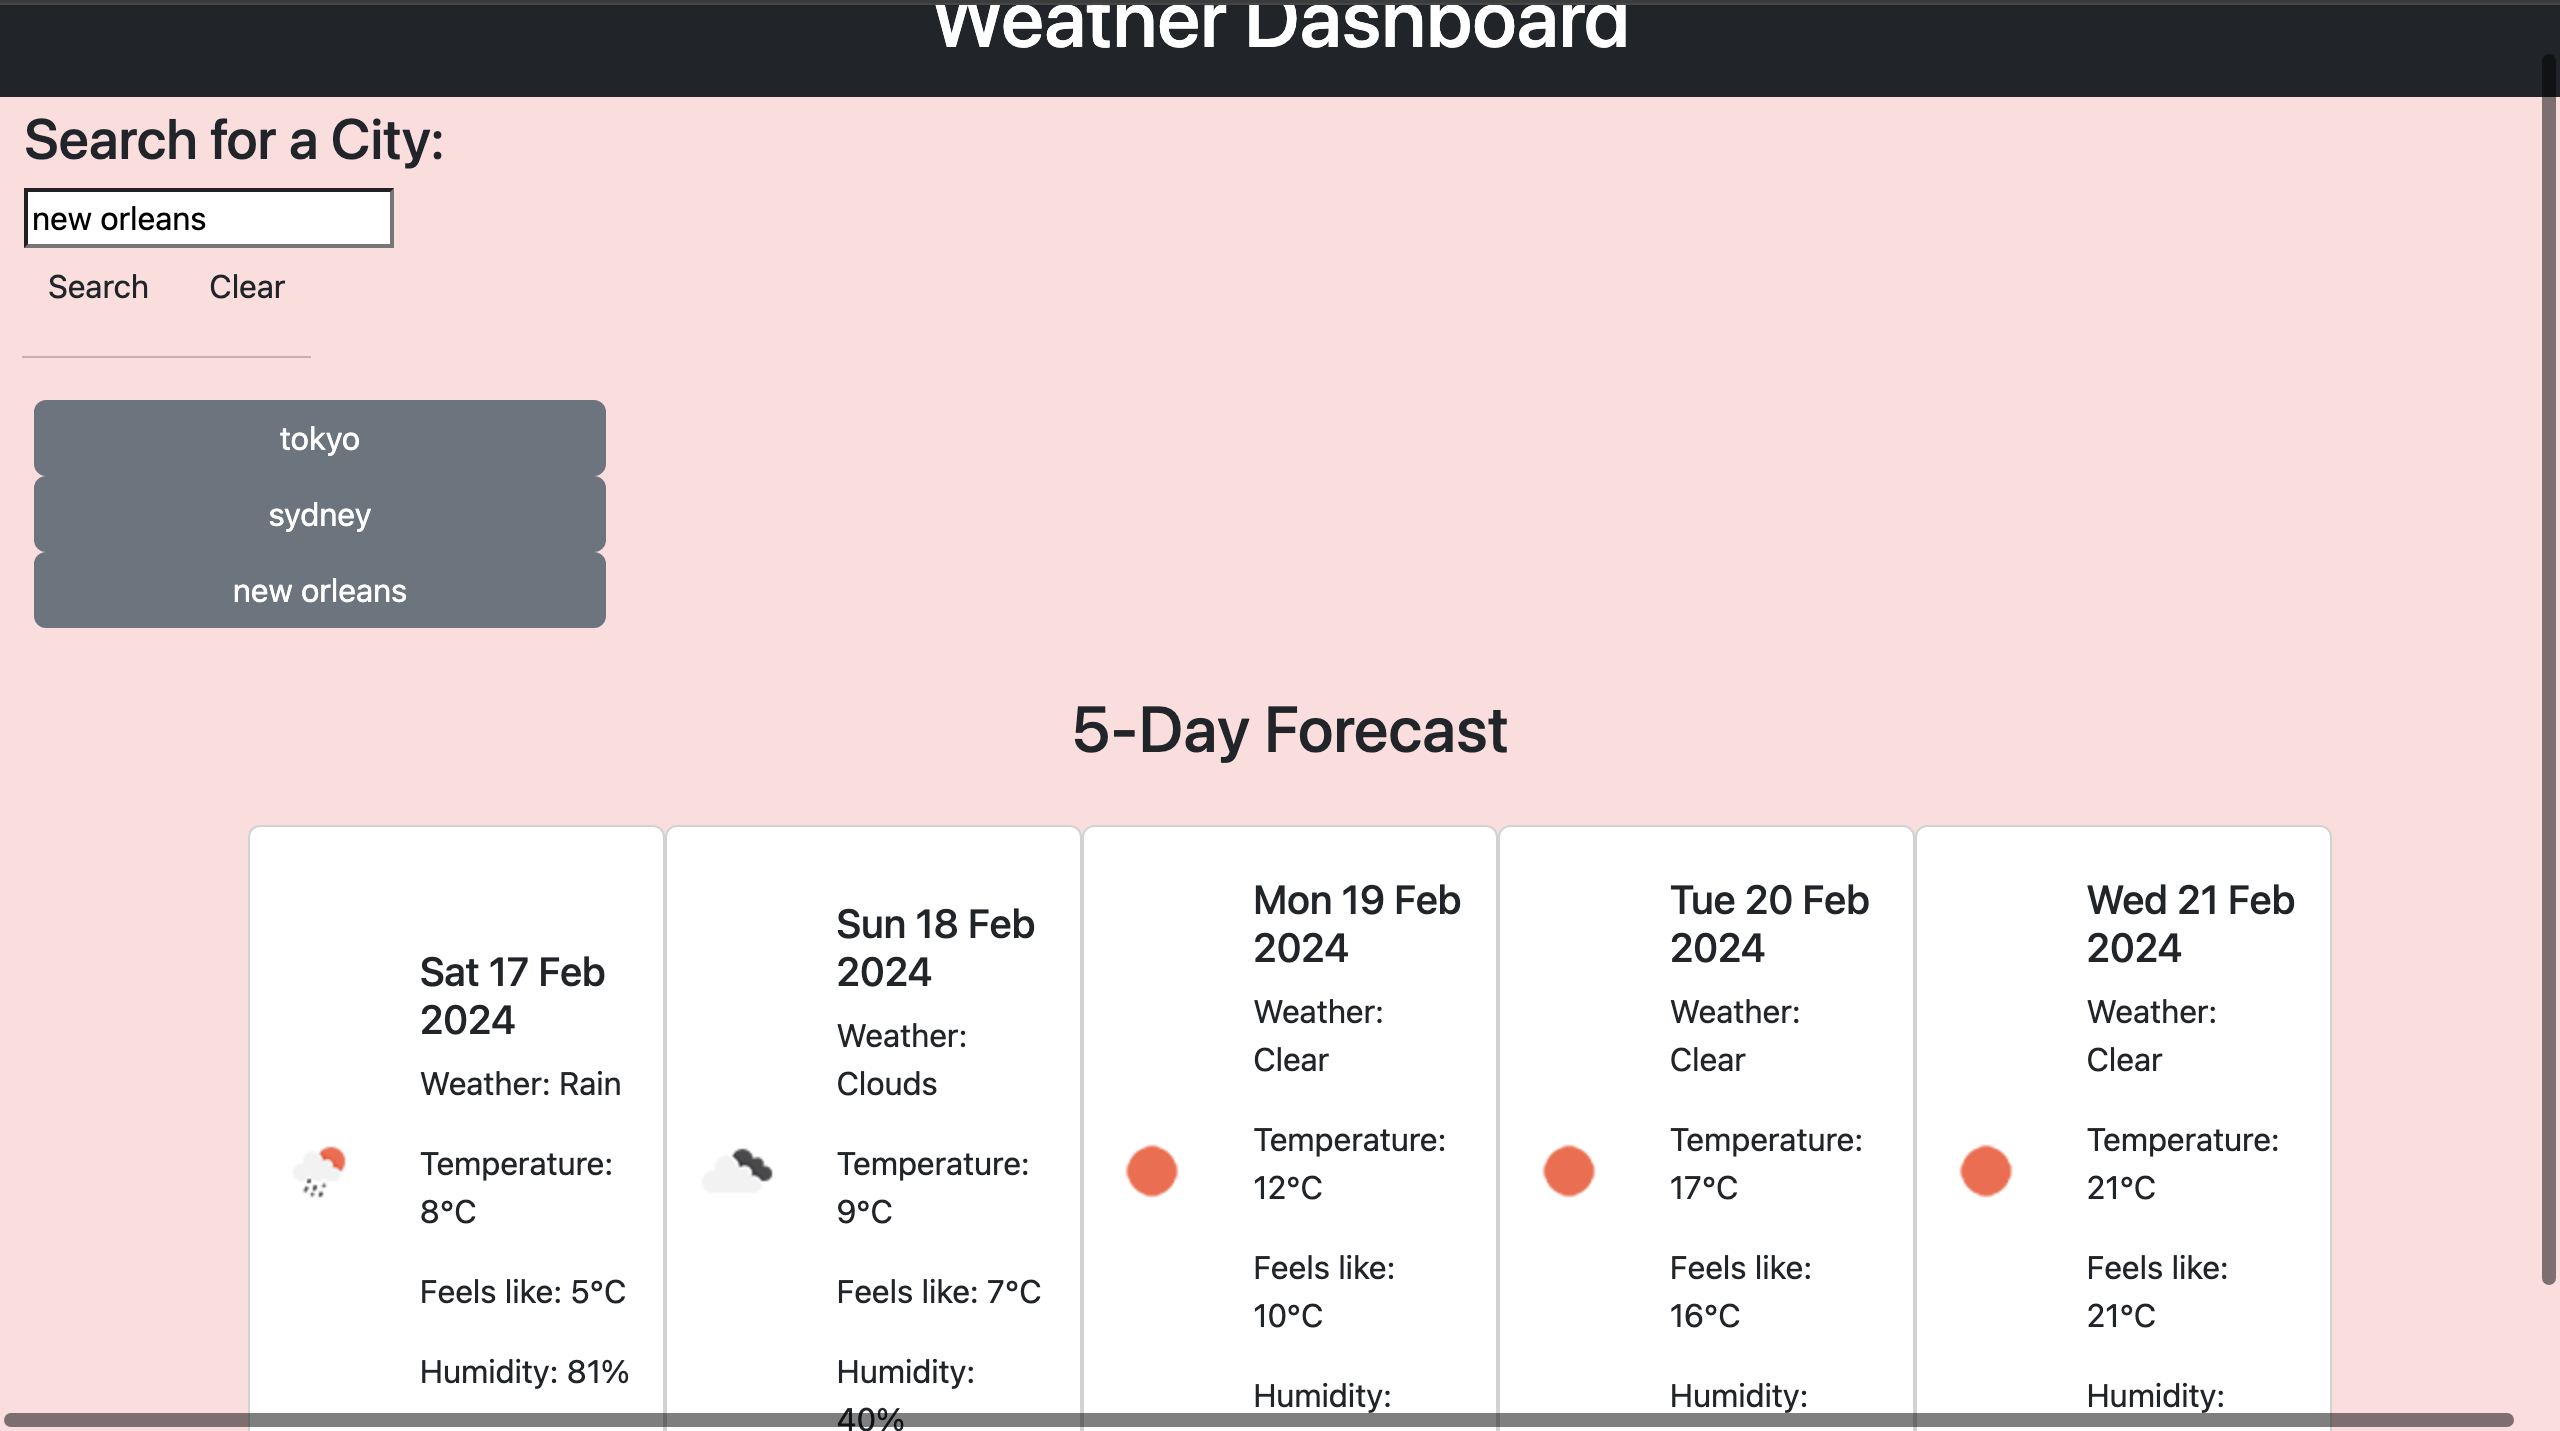 Weather Dashboard
Search for a City:
new orleans
Search Clear
tokyo
sydney
new orleans
5-Day Forecast
Sat 17 Feb
2024
Weather: Rain
Temperature:
8°C
Feels like: 5°C
Humidity: 81%
Sun 18 Feb
2024
Weather:
Clouds
Temperature:
9°C
Feels like: 7°C
Humidity:
40%
Mon 19 Feb
2024
Weather:
Clear
Temperature:
12°C
Feels like:
10°C
Humidity:
Tue 20 Feb
2024
Weather:
Clear
Temperature:
17°C
Feels like:
16°C
Humidity:
Wed 21 Feb
2024
Weather:
Clear
Temperature:
21°C
Feels like:
21°C
Humidity: